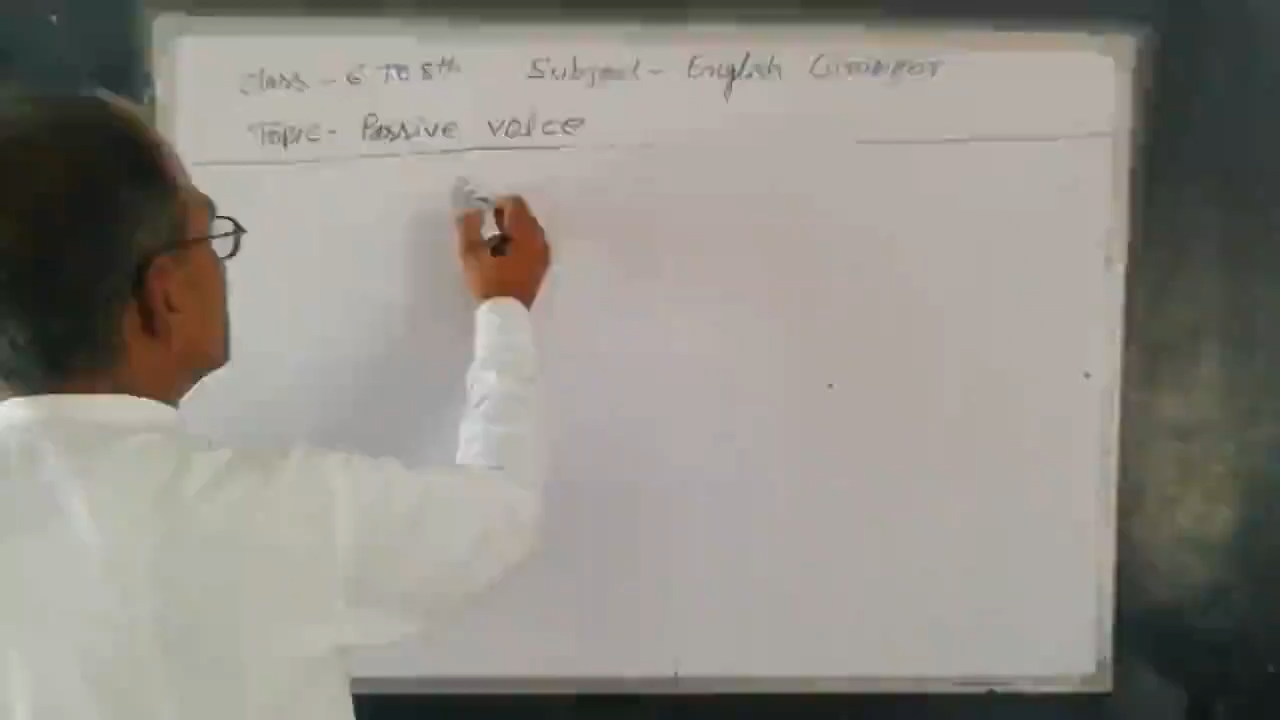 Class - 6 TO 8th Subject - English Grammar
Topic - Passive voice